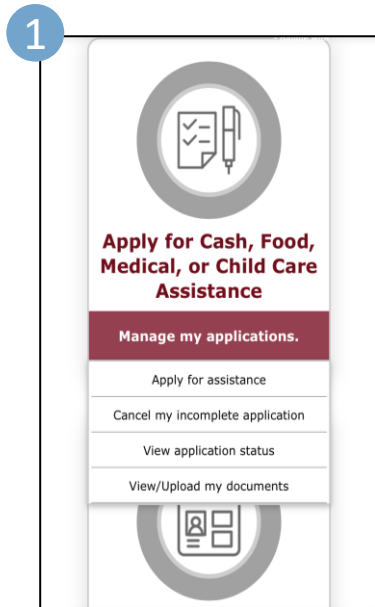 1
Apply for Cash, Food,
Medical, or Child Care
Assistance
Manage my applications.
Apply for assistance
Cancel my incomplete application
View application status
View/Upload my documents